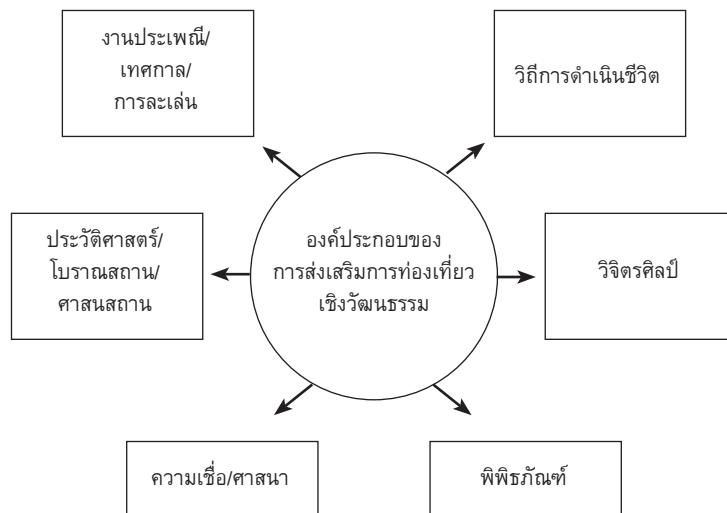 งานประเพณี/
เทศกาล/
การละเล่น
วิถีการดำเนินชีวิต
ประวัติศาสตร์/
โบราณสถาน/
ศาสนสถาน
องค์ประกอบของ
การส่งเสริมการท่องเที่ยว
เชิงวัฒนธรรม
วิจิตรศิลป์
ความเชื่อ/ศาสนา
พิพิธภัณฑ์